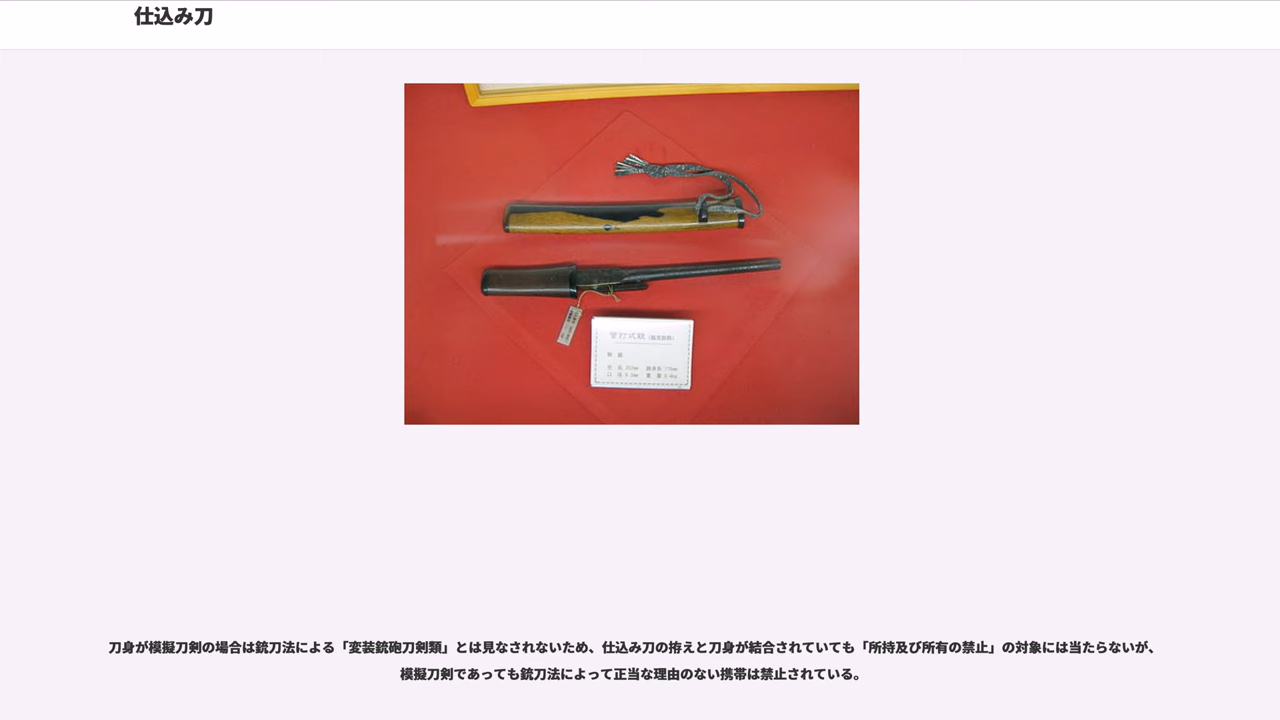 仕込み刀
管打式銃
刀身が模擬刀剣の場合は銃刀法による「変装銃砲刀剣類」とは見なされないため、仕込み刀の拵えと刀身が結合されていても「所持及び所有の禁止」の対象には当たらないが、
模擬刀剣であっても銃刀法によって正当な理由のない携帯は禁止されている。